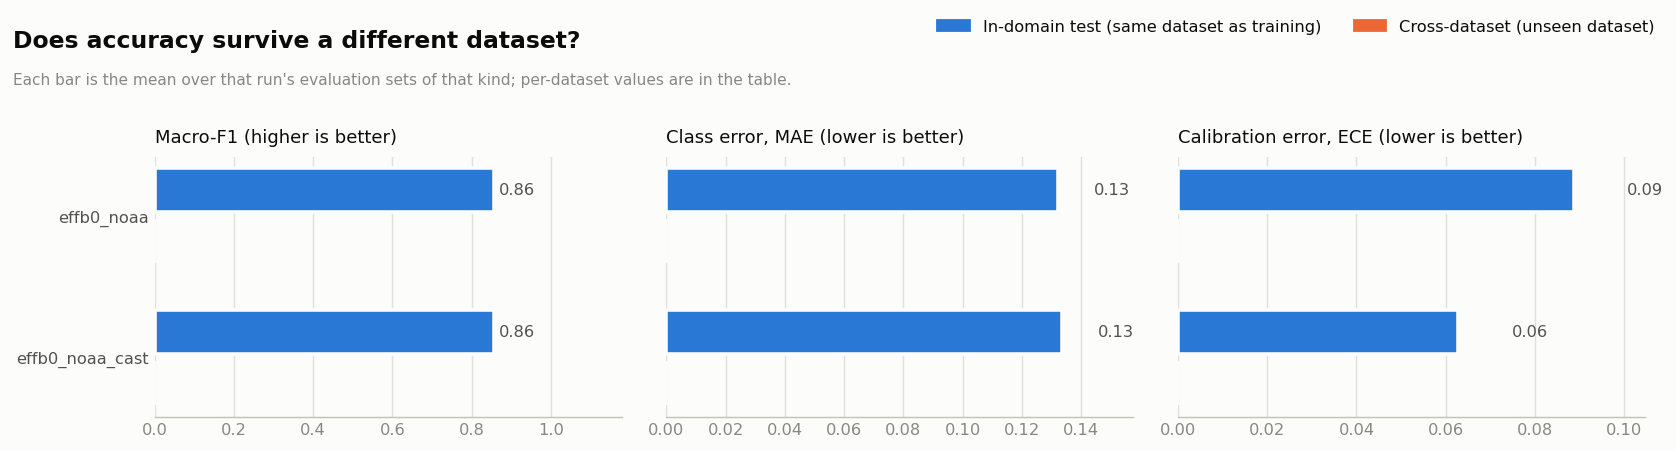 In-domain test (same dataset as training) Cross-dataset (unseen dataset)
Does accuracy survive a different dataset?
Each bar is the mean over that run's evaluation sets of that kind; per-dataset values are in the table.
Macro-F1 (higher is better) Class error, MAE (lower is better) Calibration error, ECE (lower is better)
0.86 0.13 0.09
effb0_noaa
0.86 0.13 0.06
effb0_noaa_cast
0.0 0.2 0.4 0.6 0.8 1.0 0.00 0.02 0.04 0.06 0.08 0.10 0.12 0.14 0.00 0.02 0.04 0.06 0.08 0.10